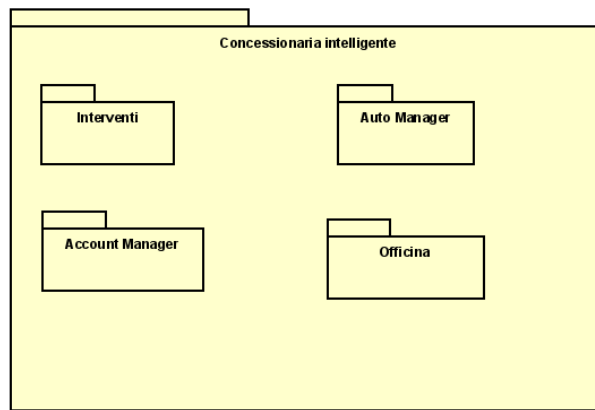 Concessionaria intelligente
Interventi
Auto Manager
Account Manager
Officina